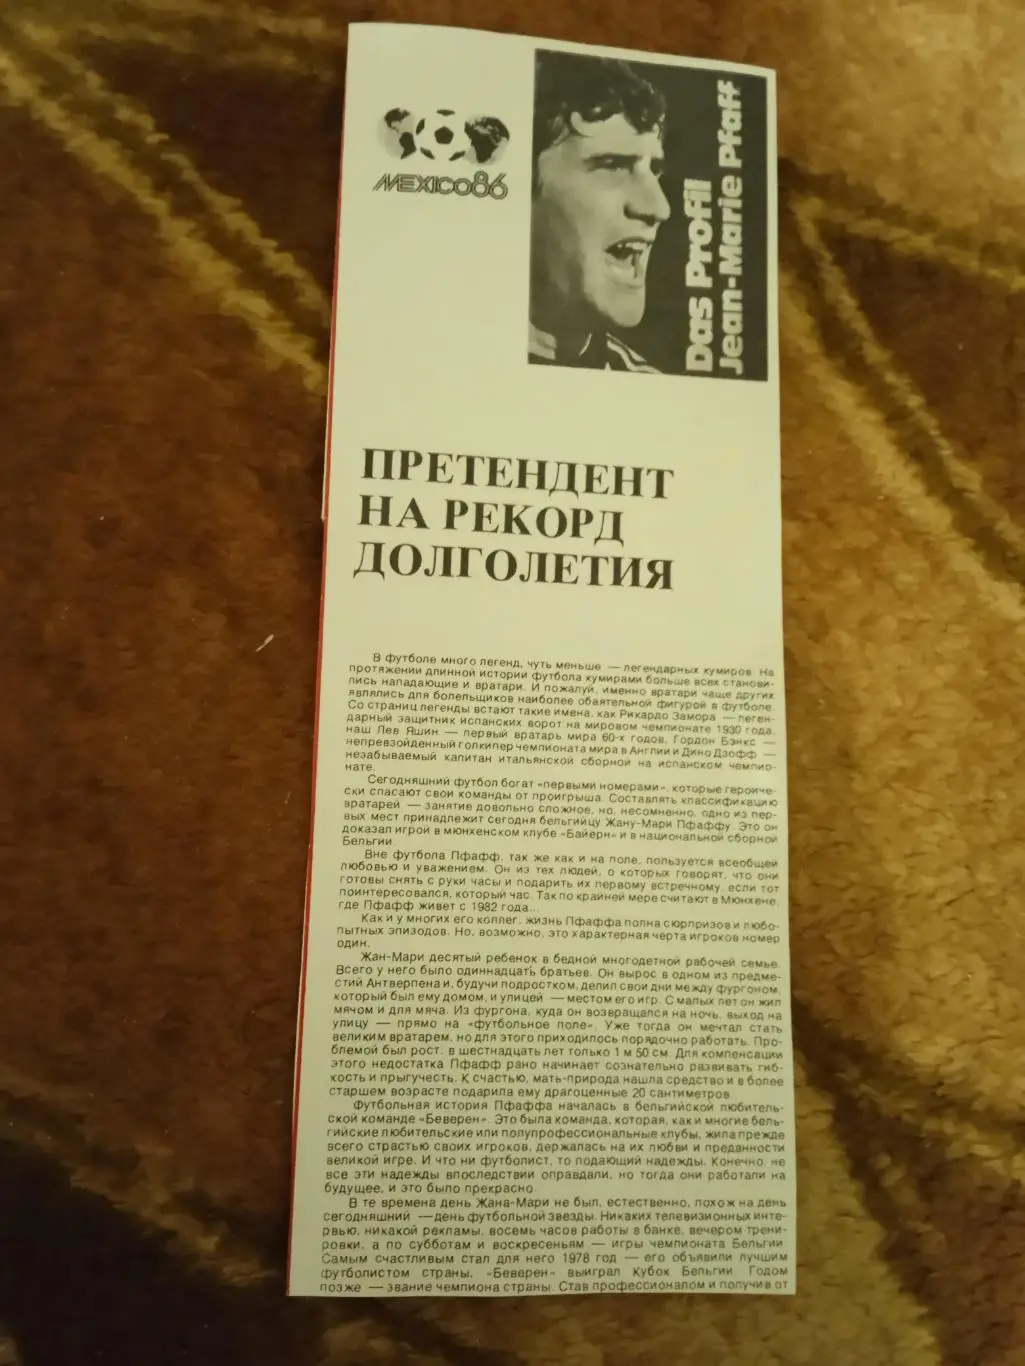 MEXICO86
Das Profil
Jean-Marie Pfaff
ПРЕТЕНДЕНТ
НА РЕКОРД
ДОЛГОЛЕТИЯ
В футболе много легенд, чуть меньше — легендарных кумиров. На
протяжении длинной истории футбола кумирами больше всех станови-
лись нападающие и вратари. И пожалуй, именно вратари чаще других
являлись для болельщиков наиболее обаятельной фигурой в футболе.
Со страниц легенды встают такие имена, как Рикардо Замора — леген-
дарный защитник испанских ворот на мировом чемпионате 1930 года,
наш Лев Яшин — первый вратарь мира 60-х годов, Гордон Бэнкс —
непревзойденный голкипер чемпионата мира в Англии и Дино Дзофф —
незабываемый капитан итальянской сборной на испанском чемпио-
нате.
Сегодняшний футбол богат «первыми номерами», которые героиче-
ски спасают свои команды от проигрыша. Составлять классификацию
вратарей — занятие довольно сложное, но, несомненно, одно из пер-
вых мест принадлежит сегодня бельгийцу Жану-Мари Пфаффу. Это он
доказал игрой в мюнхенском клубе «Байерн» и в национальной сборной
Бельгии.
Вне футбола Пфафф, так же как и на поле, пользуется всеобщей
любовью и уважением. Он из тех людей, о которых говорят, что они
готовы снять с руки часы и подарить их первому встречному, если тот
поинтересовался, который час. Так по крайней мере считают в Мюнхене,
где Пфафф живет с 1982 года...
Как и у многих его коллег, жизнь Пфаффа полна сюрпризов и любо-
пытных эпизодов. Но, возможно, это характерная черта игроков номер
один.
Жан-Мари десятый ребенок в бедной многодетной рабочей семье.
Всего у него было одиннадцать братьев. Он вырос в одном из предме-
стий Антверпена и, будучи подростком, делил свои дни между фургоном,
который был ему домом, и улицей — местом его игр. С малых лет он жил
мячом и для мяча. Из фургона, куда он возвращался на ночь, выход на
улицу — прямо на «футбольное поле». Уже тогда он мечтал стать
великим вратарем, но для этого приходилось порядочно работать. Про-
блемой был рост, в шестнадцать лет только 1 м 50 см. Для компенсации
этого недостатка Пфафф рано начинает сознательно развивать гиб-
кость и прыгучесть. К счастью, мать-природа нашла средство и в более
старшем возрасте подарила ему драгоценные 20 сантиметров.
Футбольная история Пфаффа началась в бельгийской любитель-
ской команде «Беверен». Это была команда, которая, как и многие бель-
гийские любительские или полупрофессиональные клубы, жила прежде
всего страстью своих игроков, держалась на их любви и преданности
великой игре. И что ни футболист, то подающий надежды. Конечно, не
все эти надежды впоследствии оправдали, но тогда они работали на
будущее, и это было прекрасно.
В те времена день Жана-Мари не был, естественно, похож на день
сегодняшний — день футбольной звезды. Никаких телевизионных интер-
вью, никакой рекламы, восемь часов работы в банке, вечером трени-
ровки, а по субботам и воскресеньям — игры чемпионата Бельгии.
Самым счастливым стал для него 1978 год — его объявили лучшим
футболистом страны, «Беверен» выиграл Кубок Бельгии. Годом
позже — звание чемпиона страны. Став профессионалом и получив от